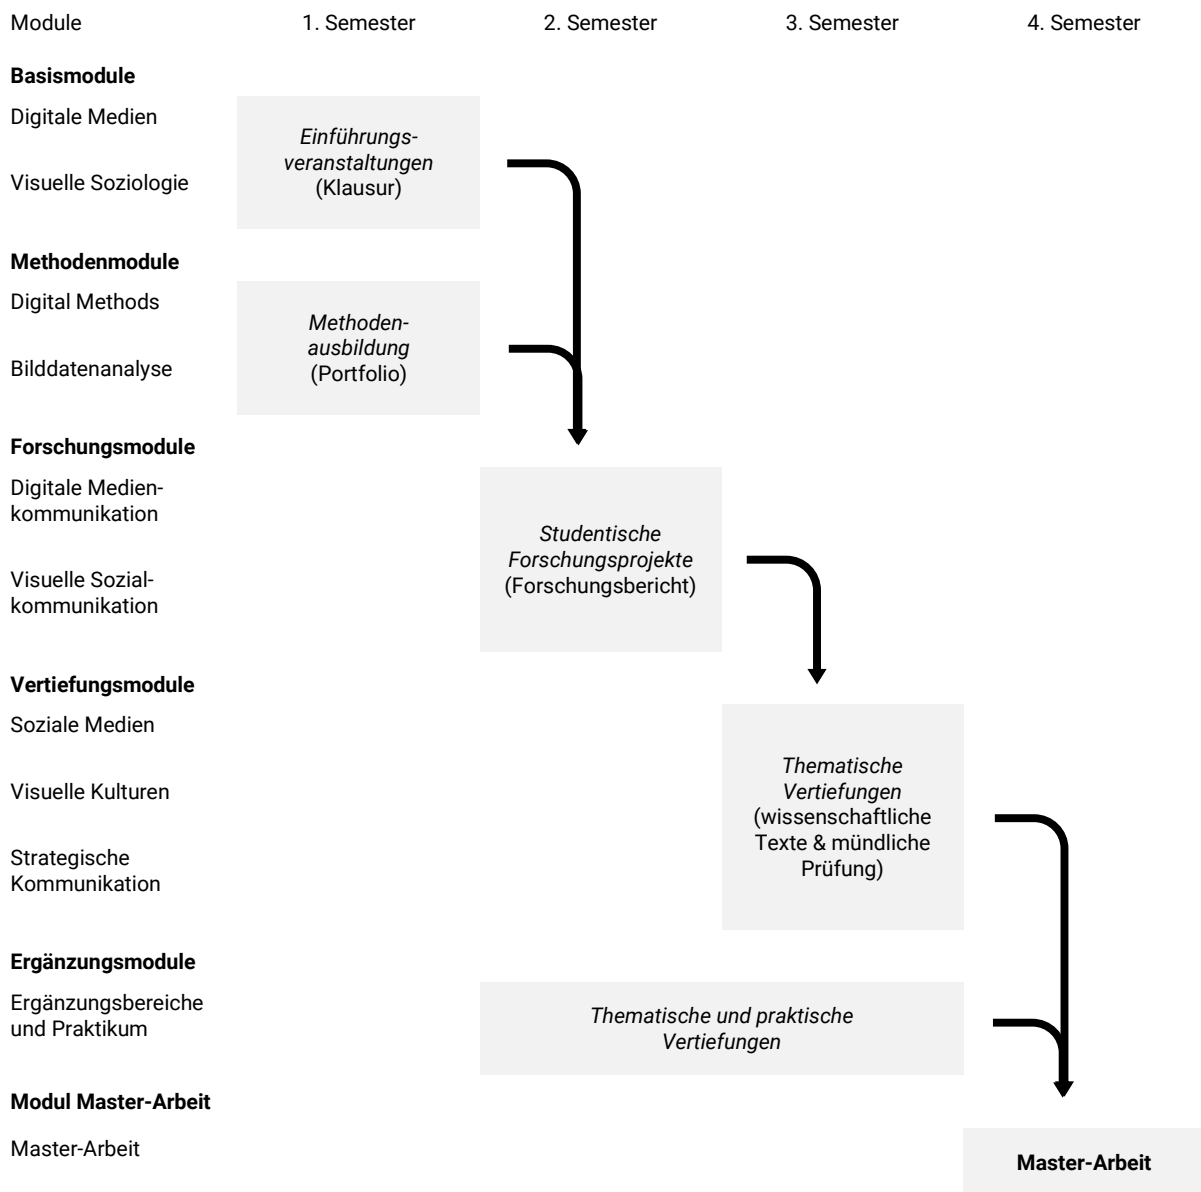 Module 1. Semester 2. Semester 3. Semester 4. Semester
Basismodule
Digitale Medien
Visuelle Soziologie
Einführungs-
veranstaltungen
(Klausur)
Methodenmodule
Digital Methods
Bilddatenanalyse
Methoden-
ausbildung
(Portfolio)
Forschungsmodule
Digitale Medien-
kommunikation
Visuelle Sozial-
kommunikation
Studentische
Forschungsprojekte
(Forschungsbericht)
Vertiefungsmodule
Soziale Medien
Visuelle Kulturen
Strategische
Kommunikation
Thematische
Vertiefungen
(wissenschaftliche
Texte & mündliche
Prüfung)
Ergänzungsmodule
Ergänzungsbereiche
und Praktikum
Thematische und praktische
Vertiefungen
Modul Master-Arbeit
Master-Arbeit
Master-Arbeit